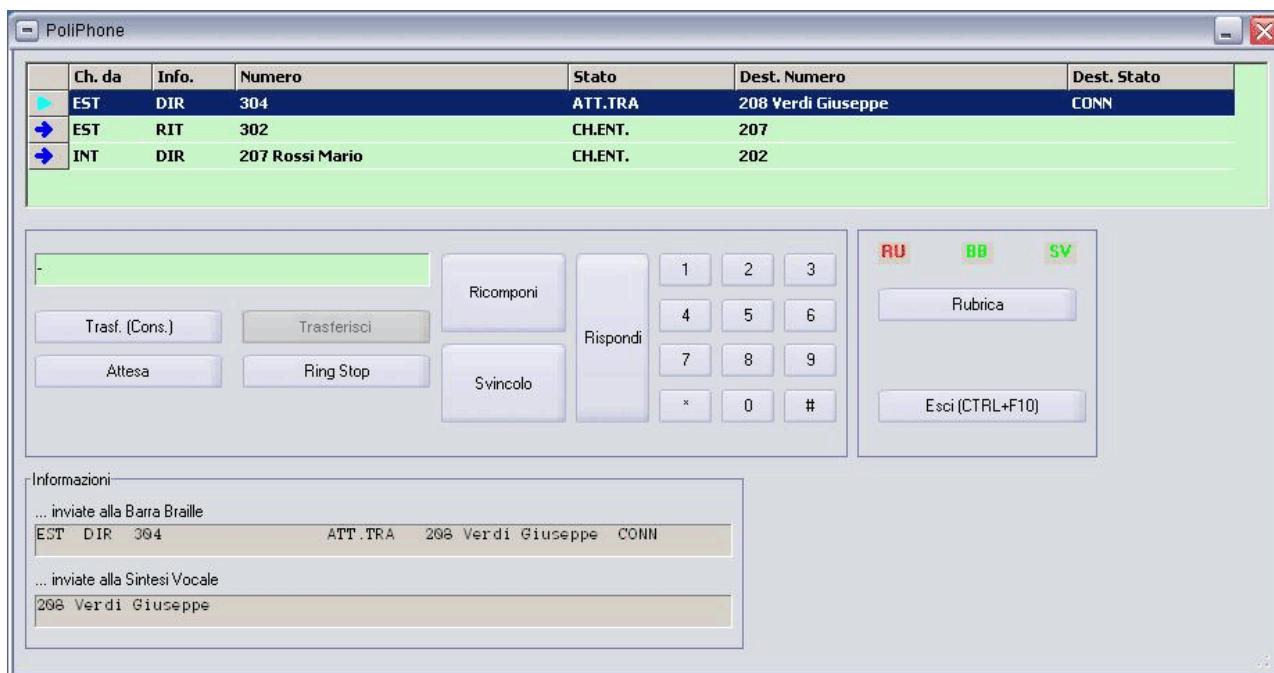 PoliPhone
Ch. da Info. Numero Stato Dest. Numero Dest. Stato
EST DIR 304 ATT.TRA 208 Verdi Giuseppe CONN
EST RIT 302 CH.ENT. 207
INT DIR 207 Rossi Mario CH.ENT. 202
-
Trasf. (Cons.) Trasferisci
Attesa Ring Stop
Ricomponi
Svincolo
Rispondi
1 2 3
4 5 6
7 8 9
* 0 #
RU BB SV
Rubrica
Esci (CTRL+F10)
Informazioni
... inviate alla Barra Braille
EST DIR 304 ATT.TRA 208 Verdi Giuseppe CONN
... inviate alla Sintesi Vocale
208 Verdi Giuseppe